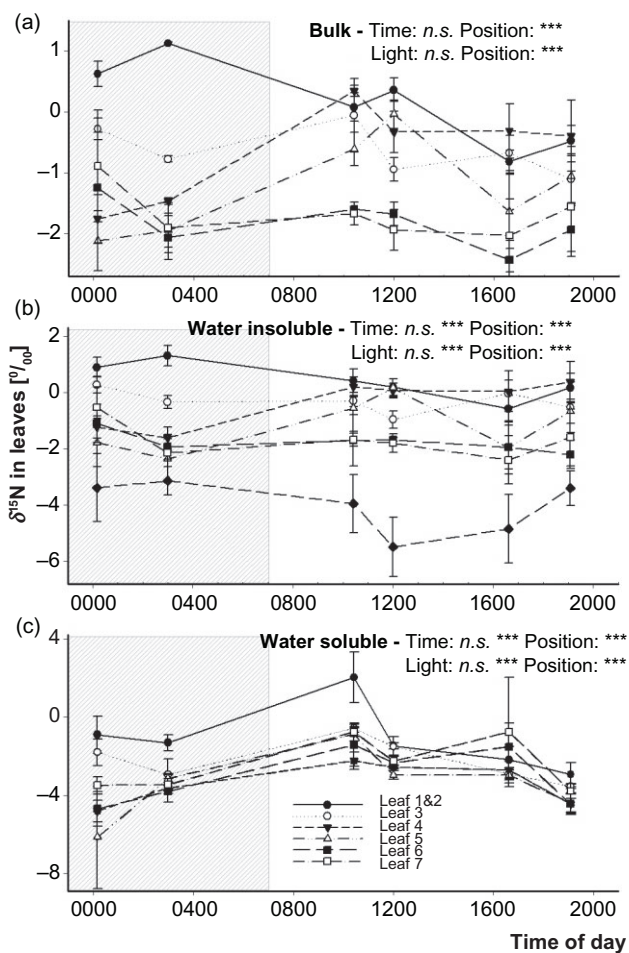 (a)
Bulk - Time: n.s. Position: ***
Light: n.s. Position: ***
1
0
−1
−2
0000 0400 0800 1200 1600 2000
(b)
Water insoluble - Time: n.s. *** Position: ***
Light: n.s. *** Position: ***
2
0
−2
−4
−6
δ¹⁵N in leaves [⁰/₀₀]
0000 0400 0800 1200 1600 2000
(c)
Water soluble - Time: n.s. *** Position: ***
Light: n.s. *** Position: ***
4
0
−4
−8
Leaf 1&2
Leaf 3
Leaf 4
Leaf 5
Leaf 6
Leaf 7
0000 0400 0800 1200 1600 2000
Time of day